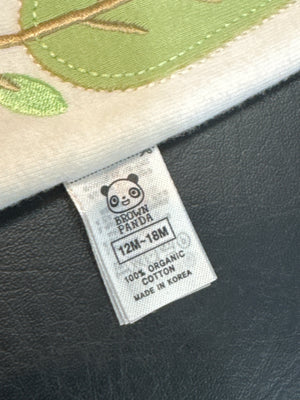 BROWN
PANDA
12M~18M
100% ORGANIC
COTTON
MADE IN KOREA